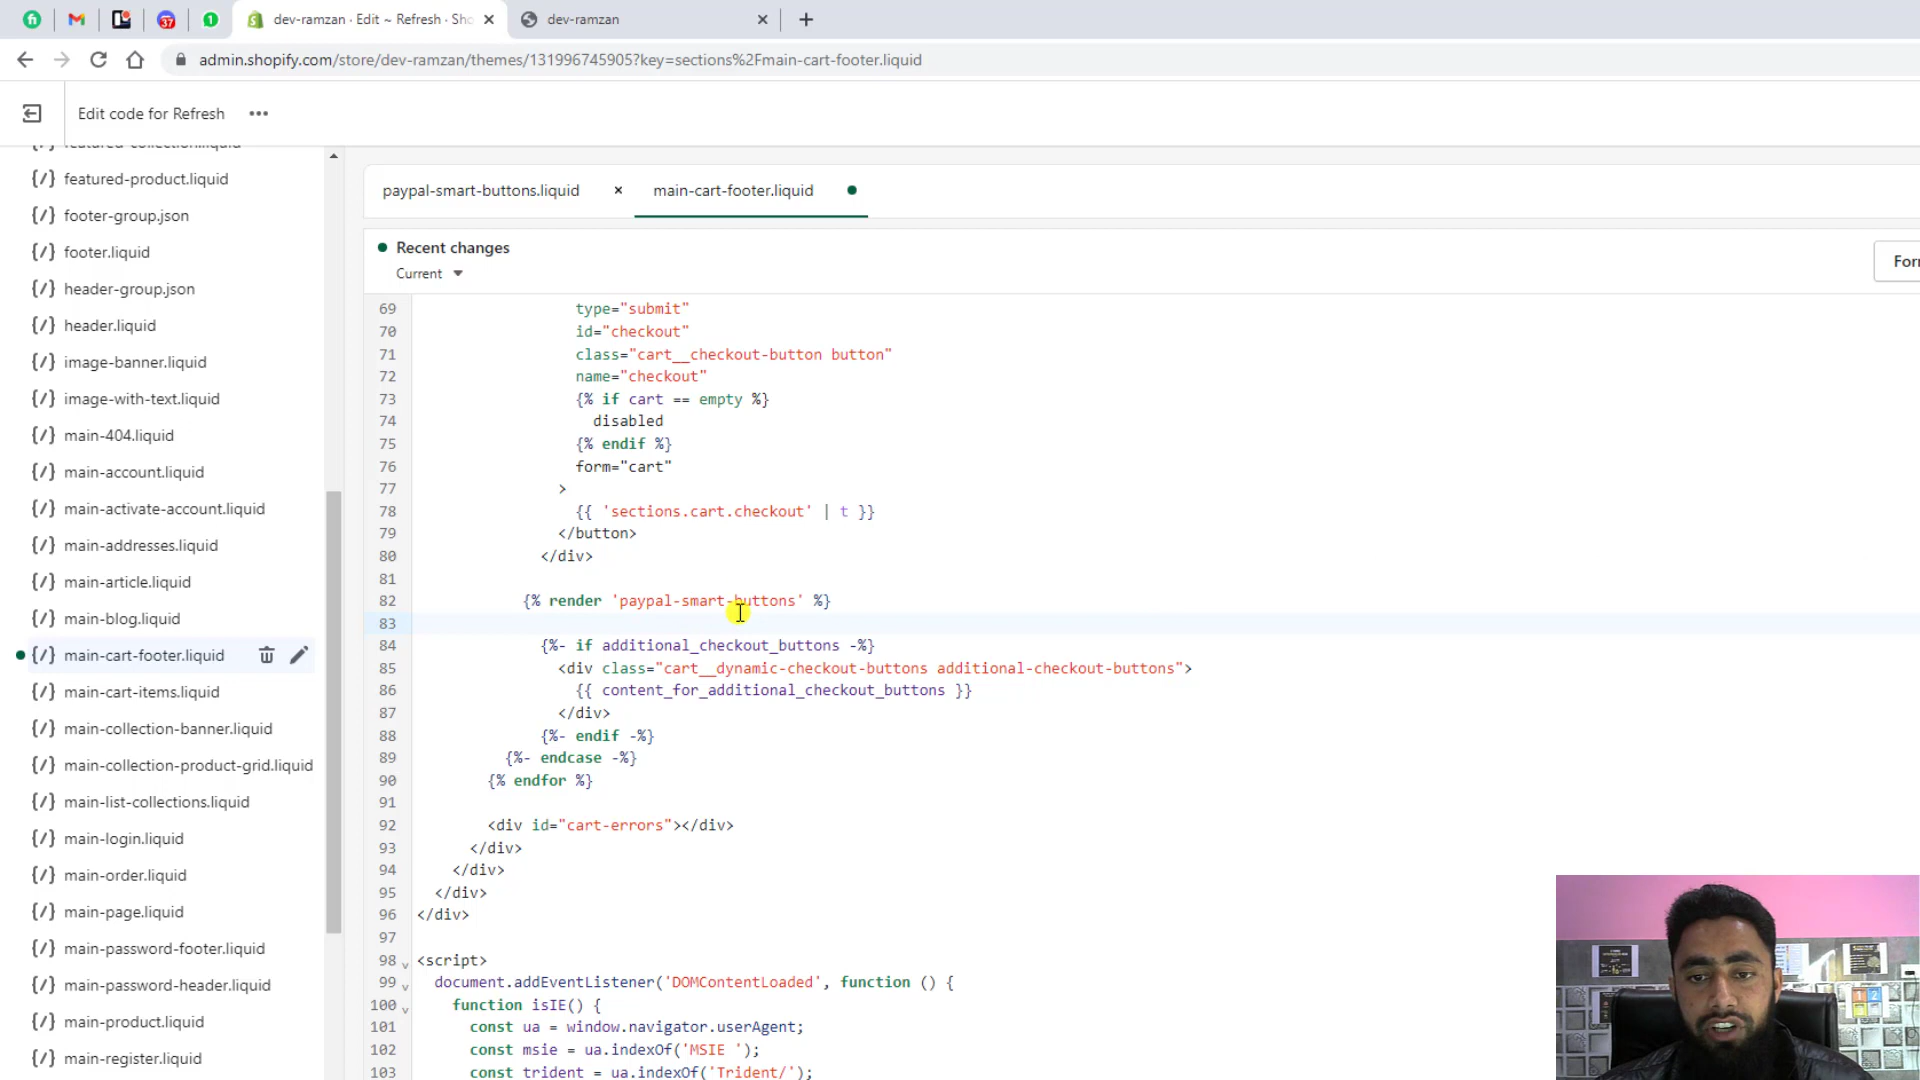 37
1
dev-ramzan · Edit ~ Refresh · Sho
dev-ramzan
admin.shopify.com/store/dev-ramzan/themes/131996745905?key=sections%2Fmain-cart-footer.liquid
Edit code for Refresh
featured-collection.liquid
featured-product.liquid
footer-group.json
footer.liquid
header-group.json
header.liquid
image-banner.liquid
image-with-text.liquid
main-404.liquid
main-account.liquid
main-activate-account.liquid
main-addresses.liquid
main-article.liquid
main-blog.liquid
main-cart-footer.liquid
main-cart-items.liquid
main-collection-banner.liquid
main-collection-product-grid.liquid
main-list-collections.liquid
main-login.liquid
main-order.liquid
main-page.liquid
main-password-footer.liquid
main-password-header.liquid
main-product.liquid
main-register.liquid
paypal-smart-buttons.liquid
main-cart-footer.liquid
Recent changes
Current
For
69 type="submit"
70 id="checkout"
71 class="cart__checkout-button button"
72 name="checkout"
73 {% if cart == empty %}
74 disabled
75 {% endif %}
76 form="cart"
77 >
78 {{ 'sections.cart.checkout' | t }}
79 </button>
80 </div>
81
82 {% render 'paypal-smart-buttons' %}
83
84 {%- if additional_checkout_buttons -%}
85 <div class="cart__dynamic-checkout-buttons additional-checkout-buttons">
86 {{ content_for_additional_checkout_buttons }}
87 </div>
88 {%- endif -%}
89 {%- endcase -%}
90 {% endfor %}
91
92 <div id="cart-errors"></div>
93 </div>
94 </div>
95 </div>
96 </div>
97
98 <script>
99 document.addEventListener('DOMContentLoaded', function () {
100 function isIE() {
101 const ua = window.navigator.userAgent;
102 const msie = ua.indexOf('MSIE ');
103 const trident = ua.indexOf('Trident/');